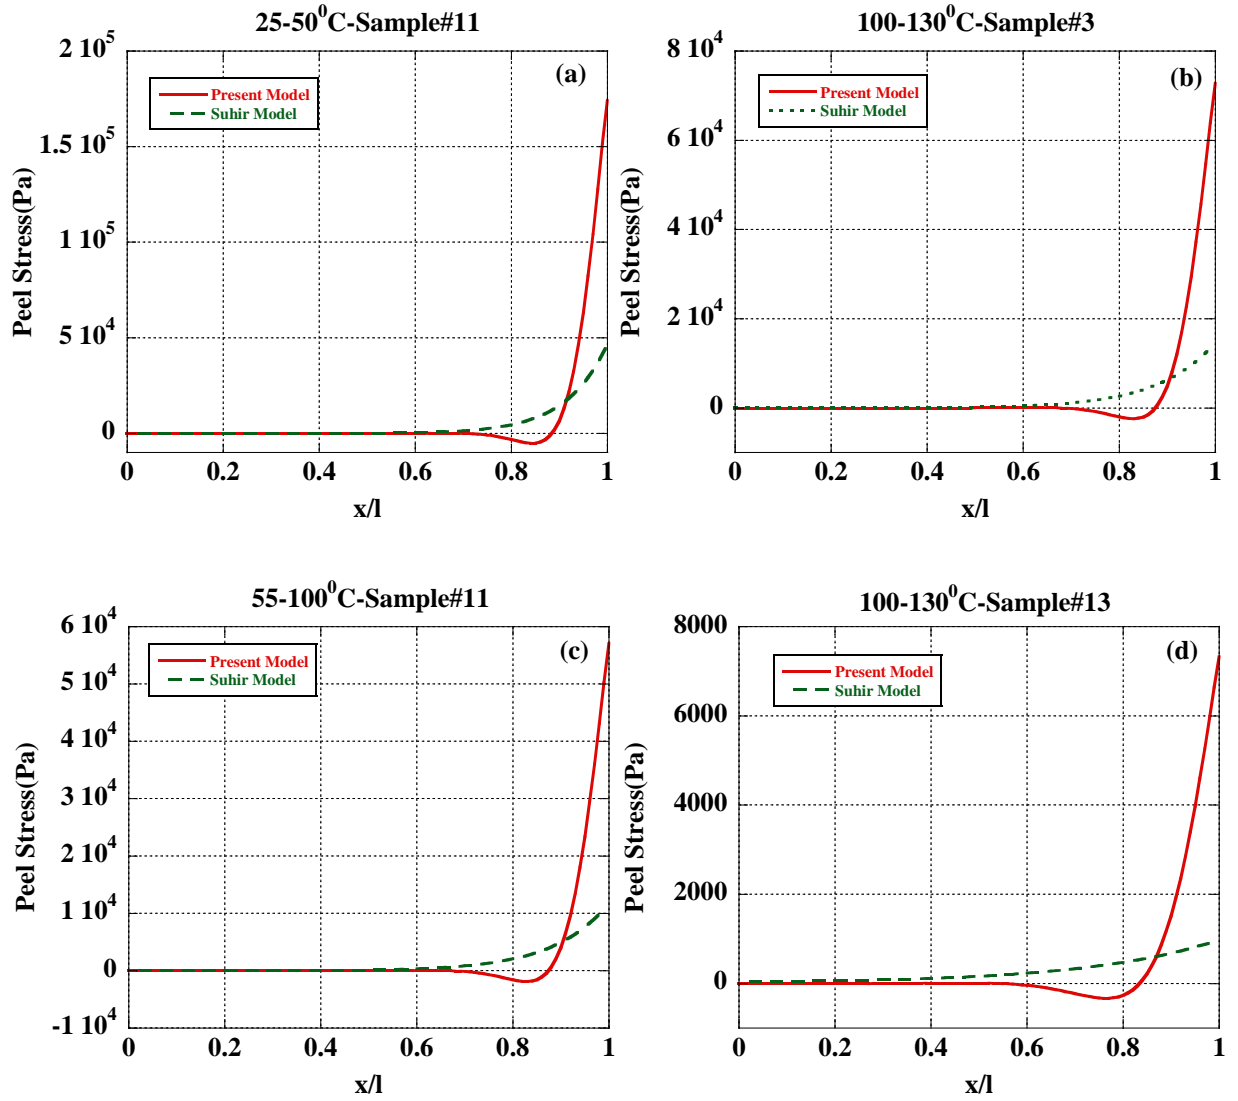 25-50⁰C-Sample#11
(a)
Present Model
Suhir Model
2 10⁵
1.5 10⁵
1 10⁵
5 10⁴
0
Peel Stress(Pa)
0 0.2 0.4 0.6 0.8 1
x/l
100-130⁰C-Sample#3
(b)
Present Model
Suhir Model
8 10⁴
6 10⁴
4 10⁴
2 10⁴
0
Peel Stress(Pa)
0 0.2 0.4 0.6 0.8 1
x/l
55-100⁰C-Sample#11
(c)
Present Model
Suhir Model
6 10⁴
5 10⁴
4 10⁴
3 10⁴
2 10⁴
1 10⁴
0
-1 10⁴
Peel Stress(Pa)
0 0.2 0.4 0.6 0.8 1
x/l
100-130⁰C-Sample#13
(d)
Present Model
Suhir Model
8000
6000
4000
2000
0
Peel Stress(Pa)
0 0.2 0.4 0.6 0.8 1
x/l